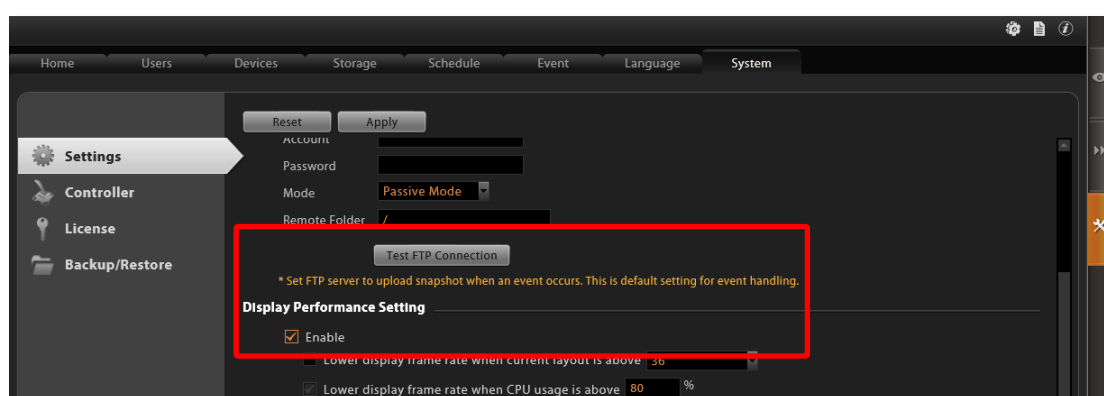 Home Users Devices Storage Schedule Event Language System
Reset Apply
Account
Settings
Password
Controller
Mode Passive Mode
License
Remote Folder /
Test FTP Connection
Backup/Restore
* Set FTP server to upload snapshot when an event occurs. This is default setting for event handling.
Display Performance Setting
Enable
Lower display frame rate when current layout is above 36
Lower display frame rate when CPU usage is above 80 %